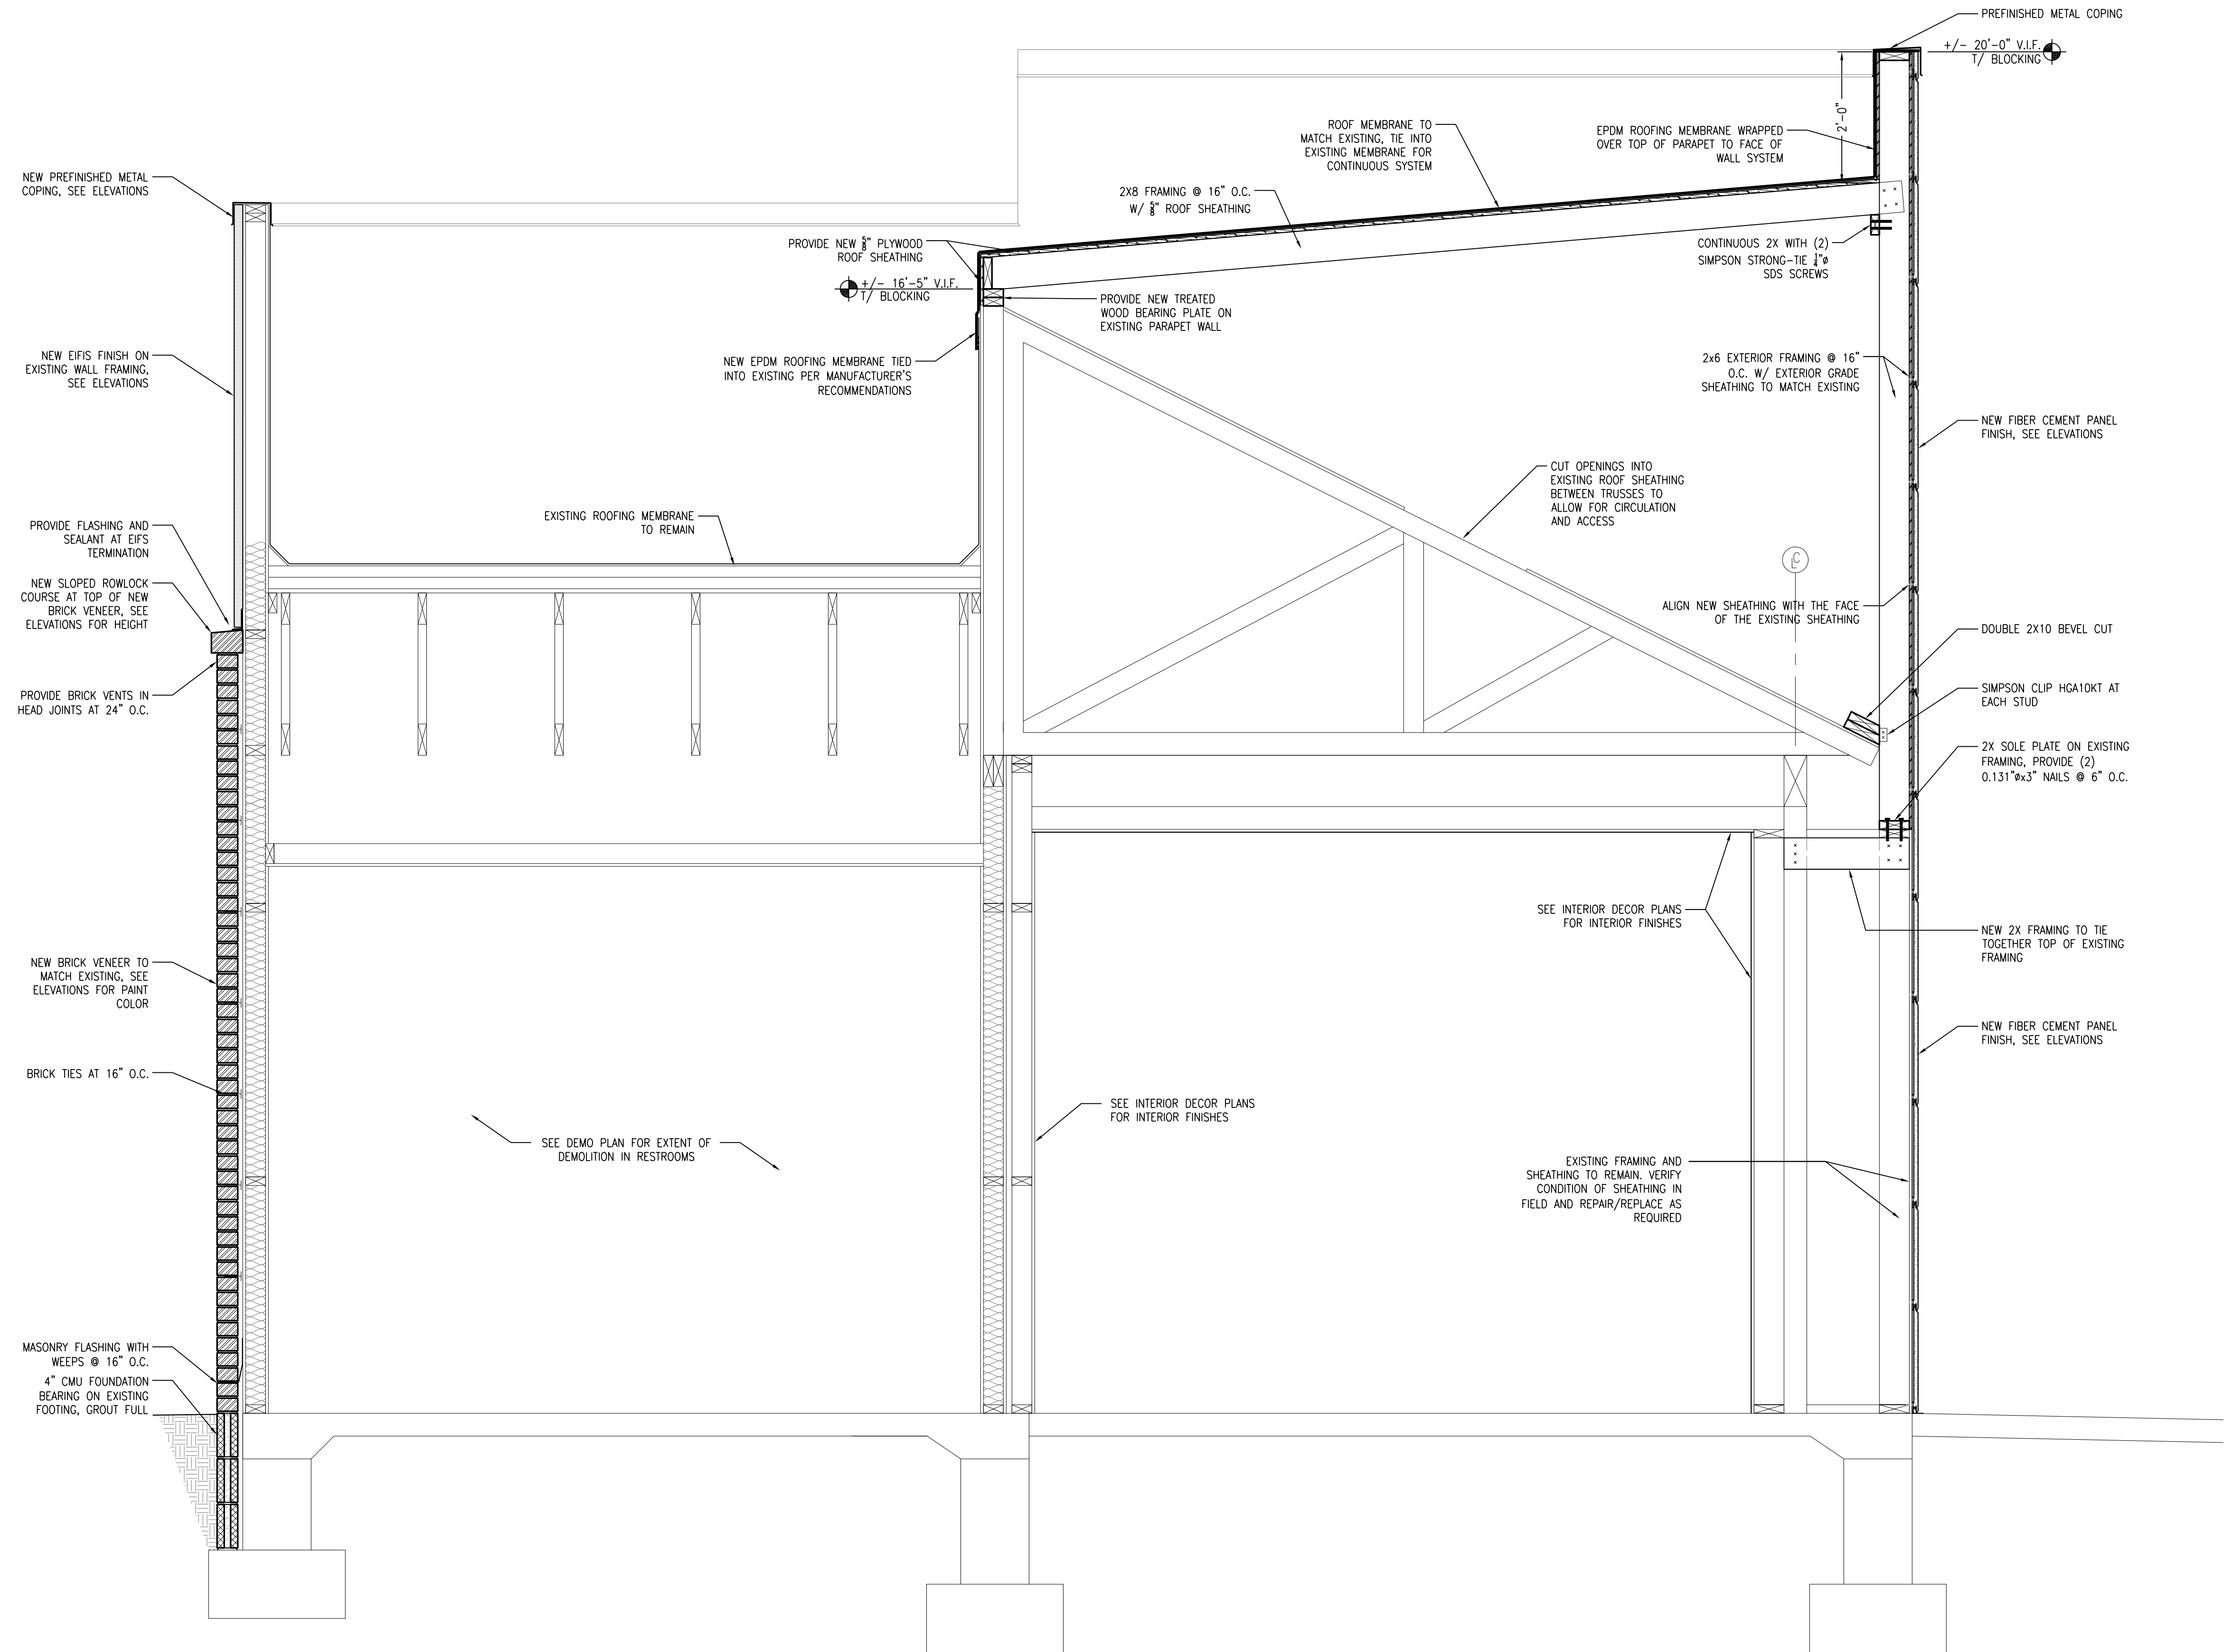 PREFINISHED METAL COPING
+/- 20'-0" V.I.F.
T/ BLOCKING
2'-0"
ROOF MEMBRANE TO
MATCH EXISTING, TIE INTO
EXISTING MEMBRANE FOR
CONTINUOUS SYSTEM
EPDM ROOFING MEMBRANE WRAPPED
OVER TOP OF PARAPET TO FACE OF
WALL SYSTEM
NEW PREFINISHED METAL
COPING, SEE ELEVATIONS
2X8 FRAMING @ 16" O.C.
W/ 5/8" ROOF SHEATHING
PROVIDE NEW 5/8" PLYWOOD
ROOF SHEATHING
CONTINUOUS 2X WITH (2)
SIMPSON STRONG-TIE 1/4"ø
SDS SCREWS
+/- 16'-5" V.I.F.
T/ BLOCKING
PROVIDE NEW TREATED
WOOD BEARING PLATE ON
EXISTING PARAPET WALL
NEW EIFIS FINISH ON
EXISTING WALL FRAMING,
SEE ELEVATIONS
NEW EPDM ROOFING MEMBRANE TIED
INTO EXISTING PER MANUFACTURER'S
RECOMMENDATIONS
2x6 EXTERIOR FRAMING @ 16"
O.C. W/ EXTERIOR GRADE
SHEATHING TO MATCH EXISTING
NEW FIBER CEMENT PANEL
FINISH, SEE ELEVATIONS
CUT OPENINGS INTO
EXISTING ROOF SHEATHING
BETWEEN TRUSSES TO
ALLOW FOR CIRCULATION
AND ACCESS
EXISTING ROOFING MEMBRANE
TO REMAIN
PROVIDE FLASHING AND
SEALANT AT EIFS
TERMINATION
CL
NEW SLOPED ROWLOCK
COURSE AT TOP OF NEW
BRICK VENEER, SEE
ELEVATIONS FOR HEIGHT
ALIGN NEW SHEATHING WITH THE FACE
OF THE EXISTING SHEATHING
DOUBLE 2X10 BEVEL CUT
PROVIDE BRICK VENTS IN
HEAD JOINTS AT 24" O.C.
SIMPSON CLIP HGA10KT AT
EACH STUD
2X SOLE PLATE ON EXISTING
FRAMING, PROVIDE (2)
0.131"øx3" NAILS @ 6" O.C.
SEE INTERIOR DECOR PLANS
FOR INTERIOR FINISHES
NEW 2X FRAMING TO TIE
TOGETHER TOP OF EXISTING
FRAMING
NEW BRICK VENEER TO
MATCH EXISTING, SEE
ELEVATIONS FOR PAINT
COLOR
NEW FIBER CEMENT PANEL
FINISH, SEE ELEVATIONS
BRICK TIES AT 16" O.C.
SEE INTERIOR DECOR PLANS
FOR INTERIOR FINISHES
SEE DEMO PLAN FOR EXTENT OF
DEMOLITION IN RESTROOMS
EXISTING FRAMING AND
SHEATHING TO REMAIN. VERIFY
CONDITION OF SHEATHING IN
FIELD AND REPAIR/REPLACE AS
REQUIRED
MASONRY FLASHING WITH
WEEPS @ 16" O.C.
4" CMU FOUNDATION
BEARING ON EXISTING
FOOTING, GROUT FULL